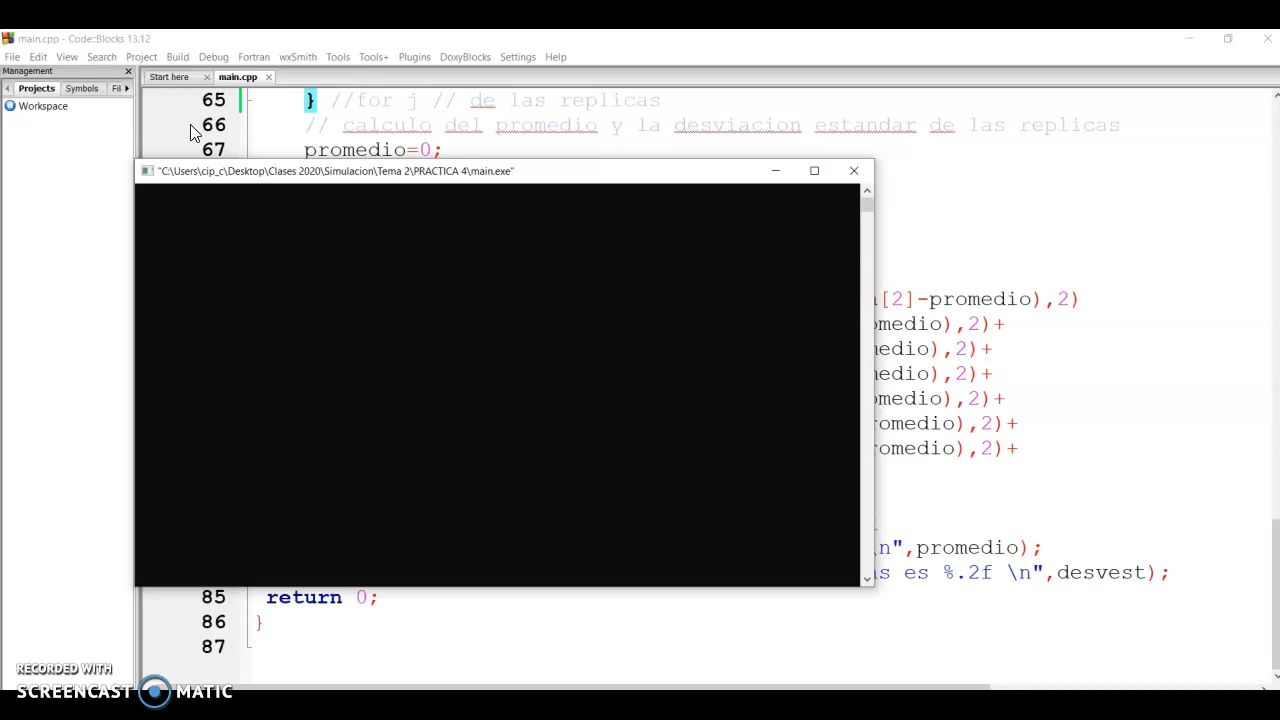 main.cpp - Code::Blocks 13.12
File Edit View Search Project Build Debug Fortran wxSmith Tools Tools+ Plugins DoxyBlocks Settings Help
Management
Start here main.cpp
Projects Symbols Fil
Workspace
65 } //for j // de las replicas
66 // calculo del promedio y la desviacion estandar de las replicas
67 promedio=0;
"C:\Users\cip_c\Desktop\Clases 2020\Simulacion\Tema 2\PRACTICA 4\main.exe"
[2]-promedio),2)
omedio),2)+
medio),2)+
medio),2)+
omedio),2)+
romedio),2)+
romedio),2)+
\n",promedio);
as es %.2f \n",desvest);
85 return 0;
86 }
87
RECORDED WITH
SCREENCAST MATIC